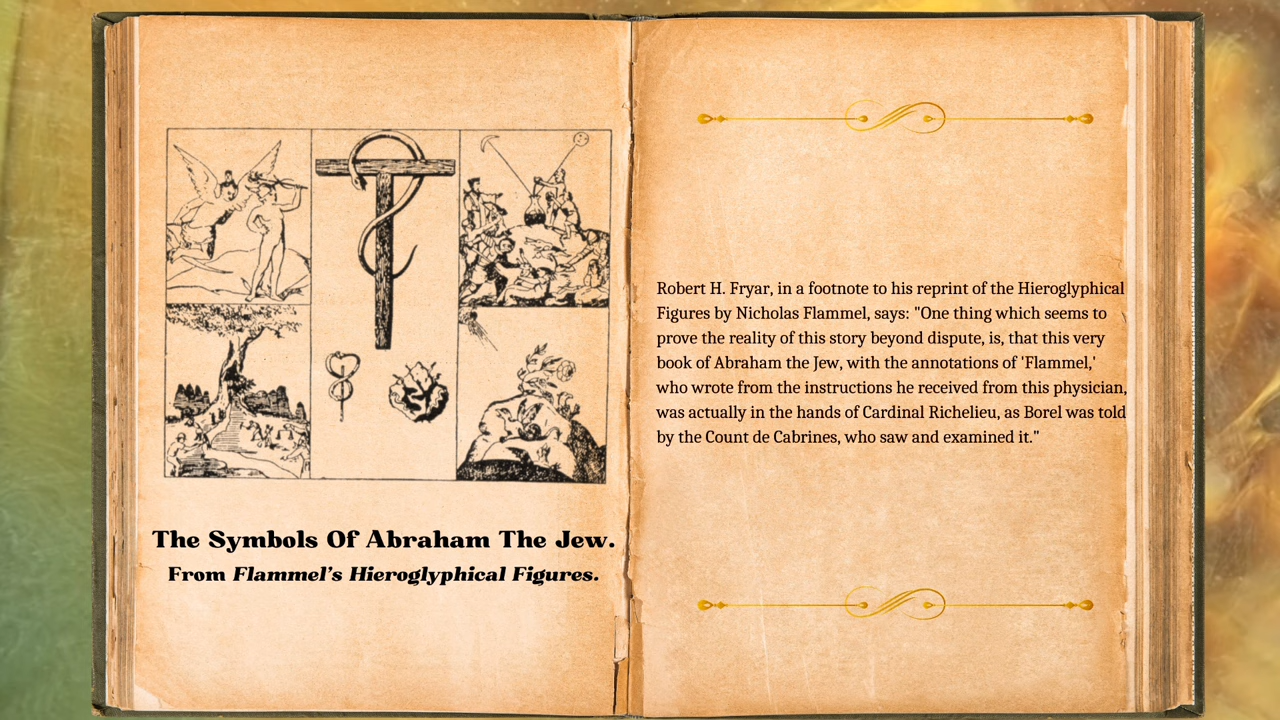 The Symbols Of Abraham The Jew.
From Flammel's Hieroglyphical Figures.
Robert H. Fryar, in a footnote to his reprint of the Hieroglyphical
Figures by Nicholas Flammel, says: "One thing which seems to
prove the reality of this story beyond dispute, is, that this very
book of Abraham the Jew, with the annotations of 'Flammel,'
who wrote from the instructions he received from this physician,
was actually in the hands of Cardinal Richelieu, as Borel was told
by the Count de Cabrines, who saw and examined it."